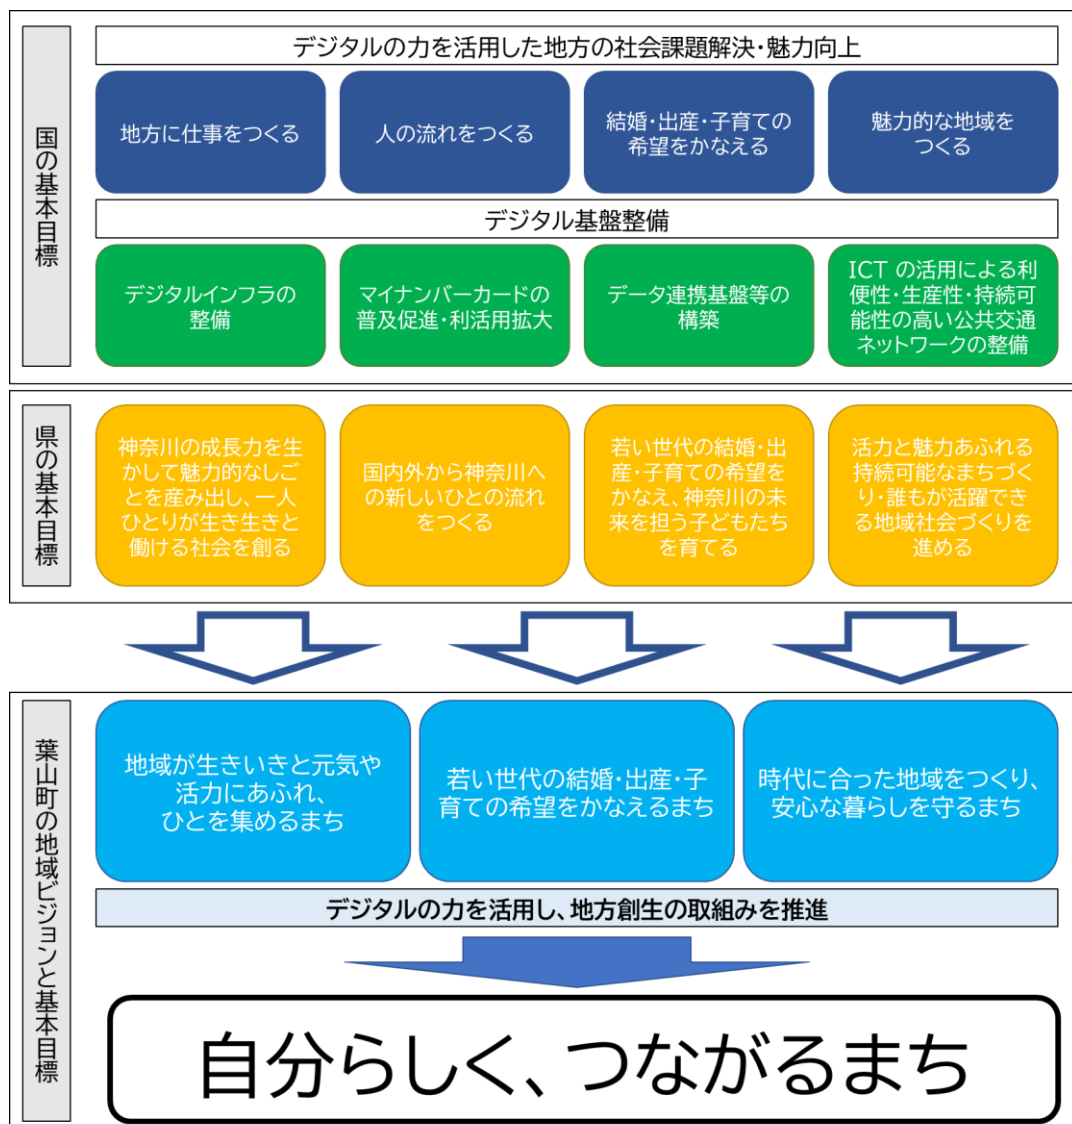 国の基本目標
デジタルの力を活用した地方の社会課題解決・魅力向上
地方に仕事をつくる
人の流れをつくる
結婚・出産・子育ての
希望をかなえる
魅力的な地域を
つくる
デジタル基盤整備
デジタルインフラの
整備
マイナンバーカードの
普及促進・利活用拡大
データ連携基盤等の
構築
ICT の活用による利
便性・生産性・持続可
能性の高い公共交通
ネットワークの整備
県の基本目標
神奈川の成長力を生
かして魅力的なしご
とを産み出し、一人
ひとりが生き生きと
働ける社会を創る
国内外から神奈川へ
の新しいひとの流れ
をつくる
若い世代の結婚・出
産・子育ての希望を
かなえ、神奈川の未
来を担う子どもたち
を育てる
活力と魅力あふれる
持続可能なまちづく
り・誰もが活躍でき
る地域社会づくりを
進める
葉山町の地域ビジョンと基本目標
地域が生きいきと元気や
活力にあふれ、
ひとを集めるまち
若い世代の結婚・出産・子
育ての希望をかなえるまち
時代に合った地域をつくり、
安心な暮らしを守るまち
デジタルの力を活用し、地方創生の取組みを推進
自分らしく、つながるまち